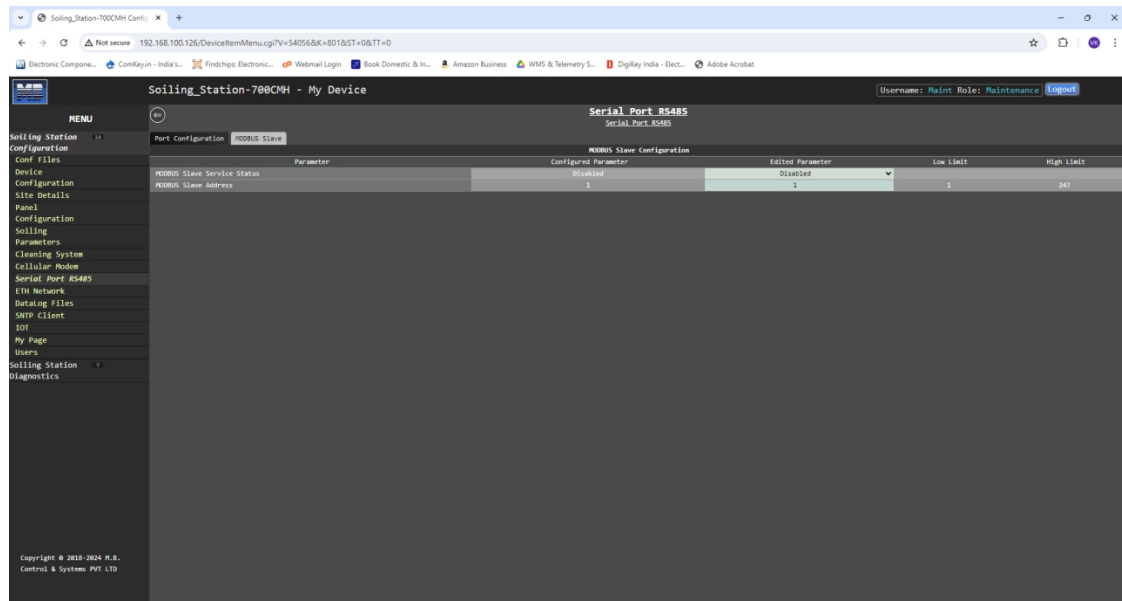 Soiling_Station-700CMH Config
Not secure 192.168.100.126/DeviceItemMenu.cgi?V=54056&K=801&ST=0&TT=0
VK
Electronic Compone... ComKey.in - India's... Findchips: Electronic... Webmail Login Book Domestic & In... Amazon Business WMS & Telemetry S... DigiKey India - Elect... Adobe Acrobat
Soiling_Station-700CMH - My Device
Username: Maint Role: Maintenance Logout
MENU
Soiling Station 14
Configuration
Conf Files
Device
Configuration
Site Details
Panel
Configuration
Soiling
Parameters
Cleaning System
Cellular Modem
Serial Port RS485
ETH Network
DataLog Files
SNTP Client
IOT
My Page
Users
Soiling Station 7
Diagnostics
Serial Port RS485
Serial Port RS485
Port Configuration MODBUS Slave
MODBUS Slave Configuration
Parameter Configured Parameter Edited Parameter Low Limit High Limit
MODBUS Slave Service Status Disabled Disabled
MODBUS Slave Address 1 1 1 247
Copyright © 2018-2024 M.B.
Control & Systems PVT LTD